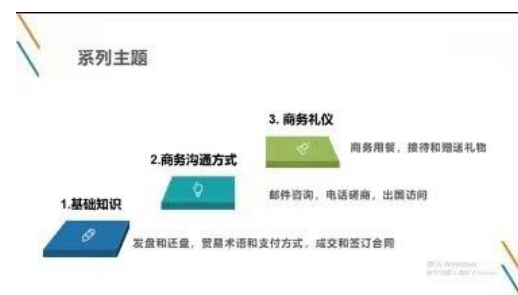 系列主题
3. 商务礼仪
商务用餐，接待和赠送礼物
2.商务沟通方式
邮件咨询，电话磋商，出国访问
1.基础知识
发盘和还盘，贸易术语和支付方式，成交和签订合同
激活 Windows